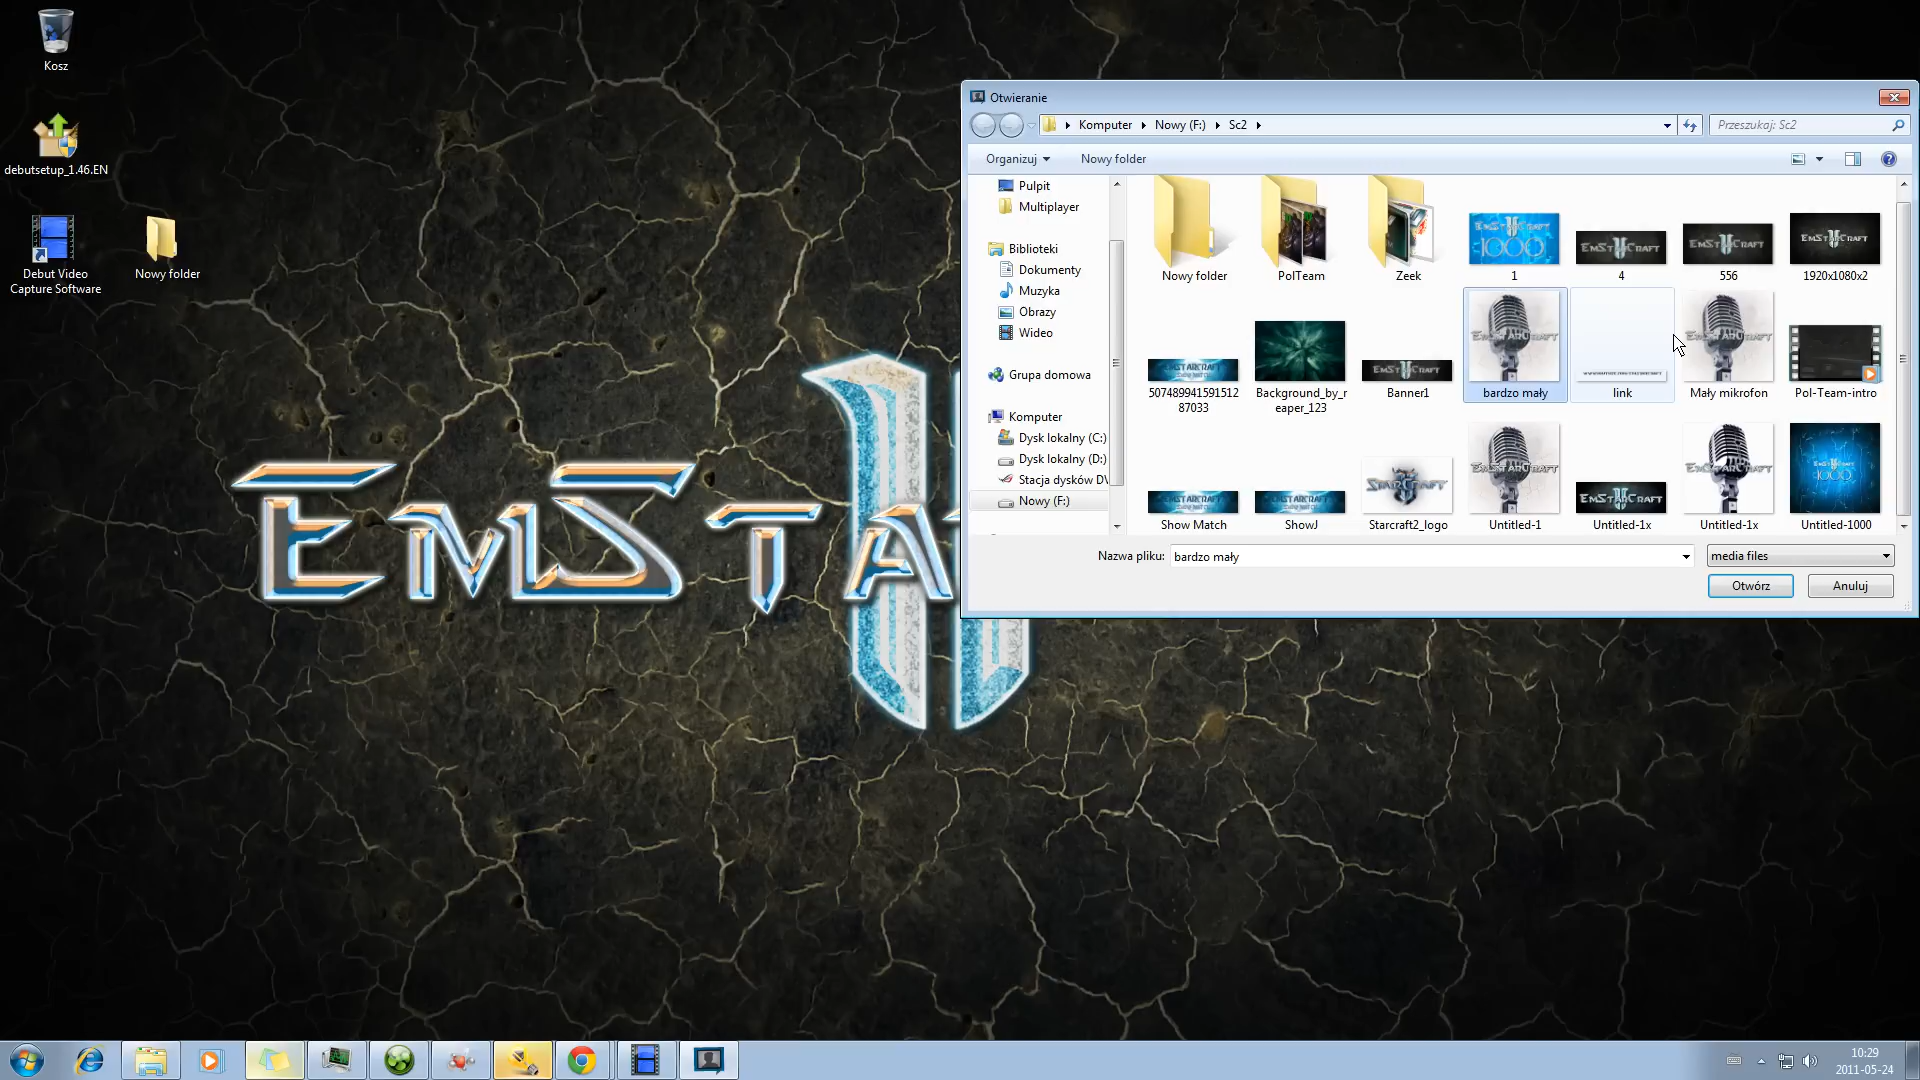 Kosz
debutsetup_1.46.EN
Debut Video
Capture Software
Nowy folder
EMSTA
Otwieranie
Komputer
Nowy (F:)
Sc2
Przeszukaj: Sc2
Organizuj
Nowy folder
Pulpit
Multiplayer
Biblioteki
Dokumenty
Muzyka
Obrazy
Wideo
Grupa domowa
Komputer
Dysk lokalny (C:)
Dysk lokalny (D:)
Stacja dysków DV
Nowy (F:)
Nowy folder
PolTeam
Zeek
1
4
556
1920x1080x2
507489941591512
87033
Background_by_r
eaper_123
Banner1
bardzo mały
link
Mały mikrofon
Pol-Team-intro
Show Match
ShowJ
Starcraft2_logo
Untitled-1
Untitled-1x
Untitled-1x
Untitled-1000
Nazwa pliku:
bardzo mały
media files
Otwórz
Anuluj
10:29
2011-05-24